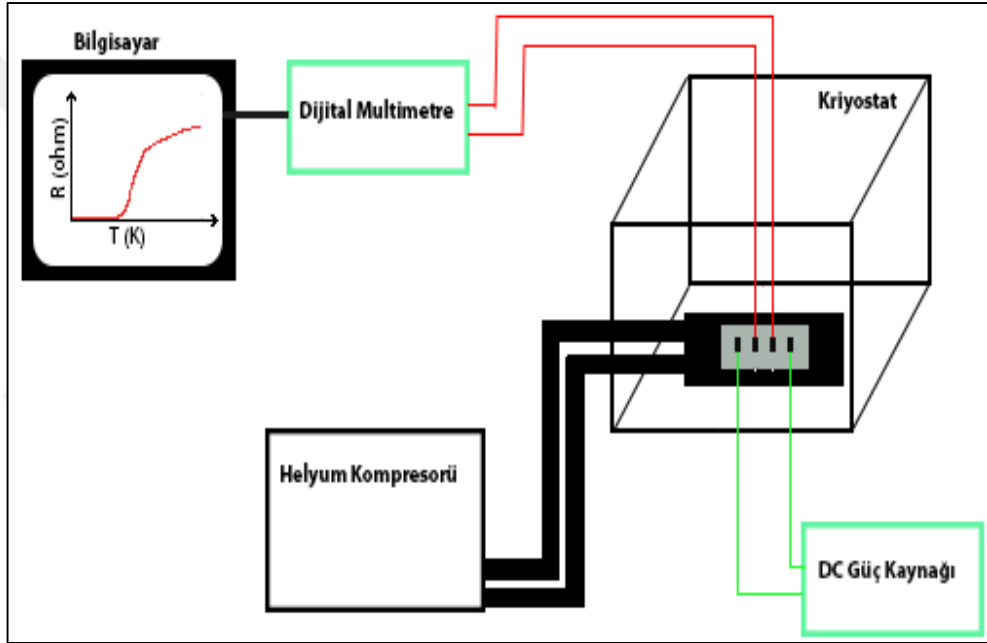 Bilgisayar
R (ohm)
T (K)
Dijital Multimetre
Kriyostat
Helyum Kompresorü
DC Güç Kaynağı